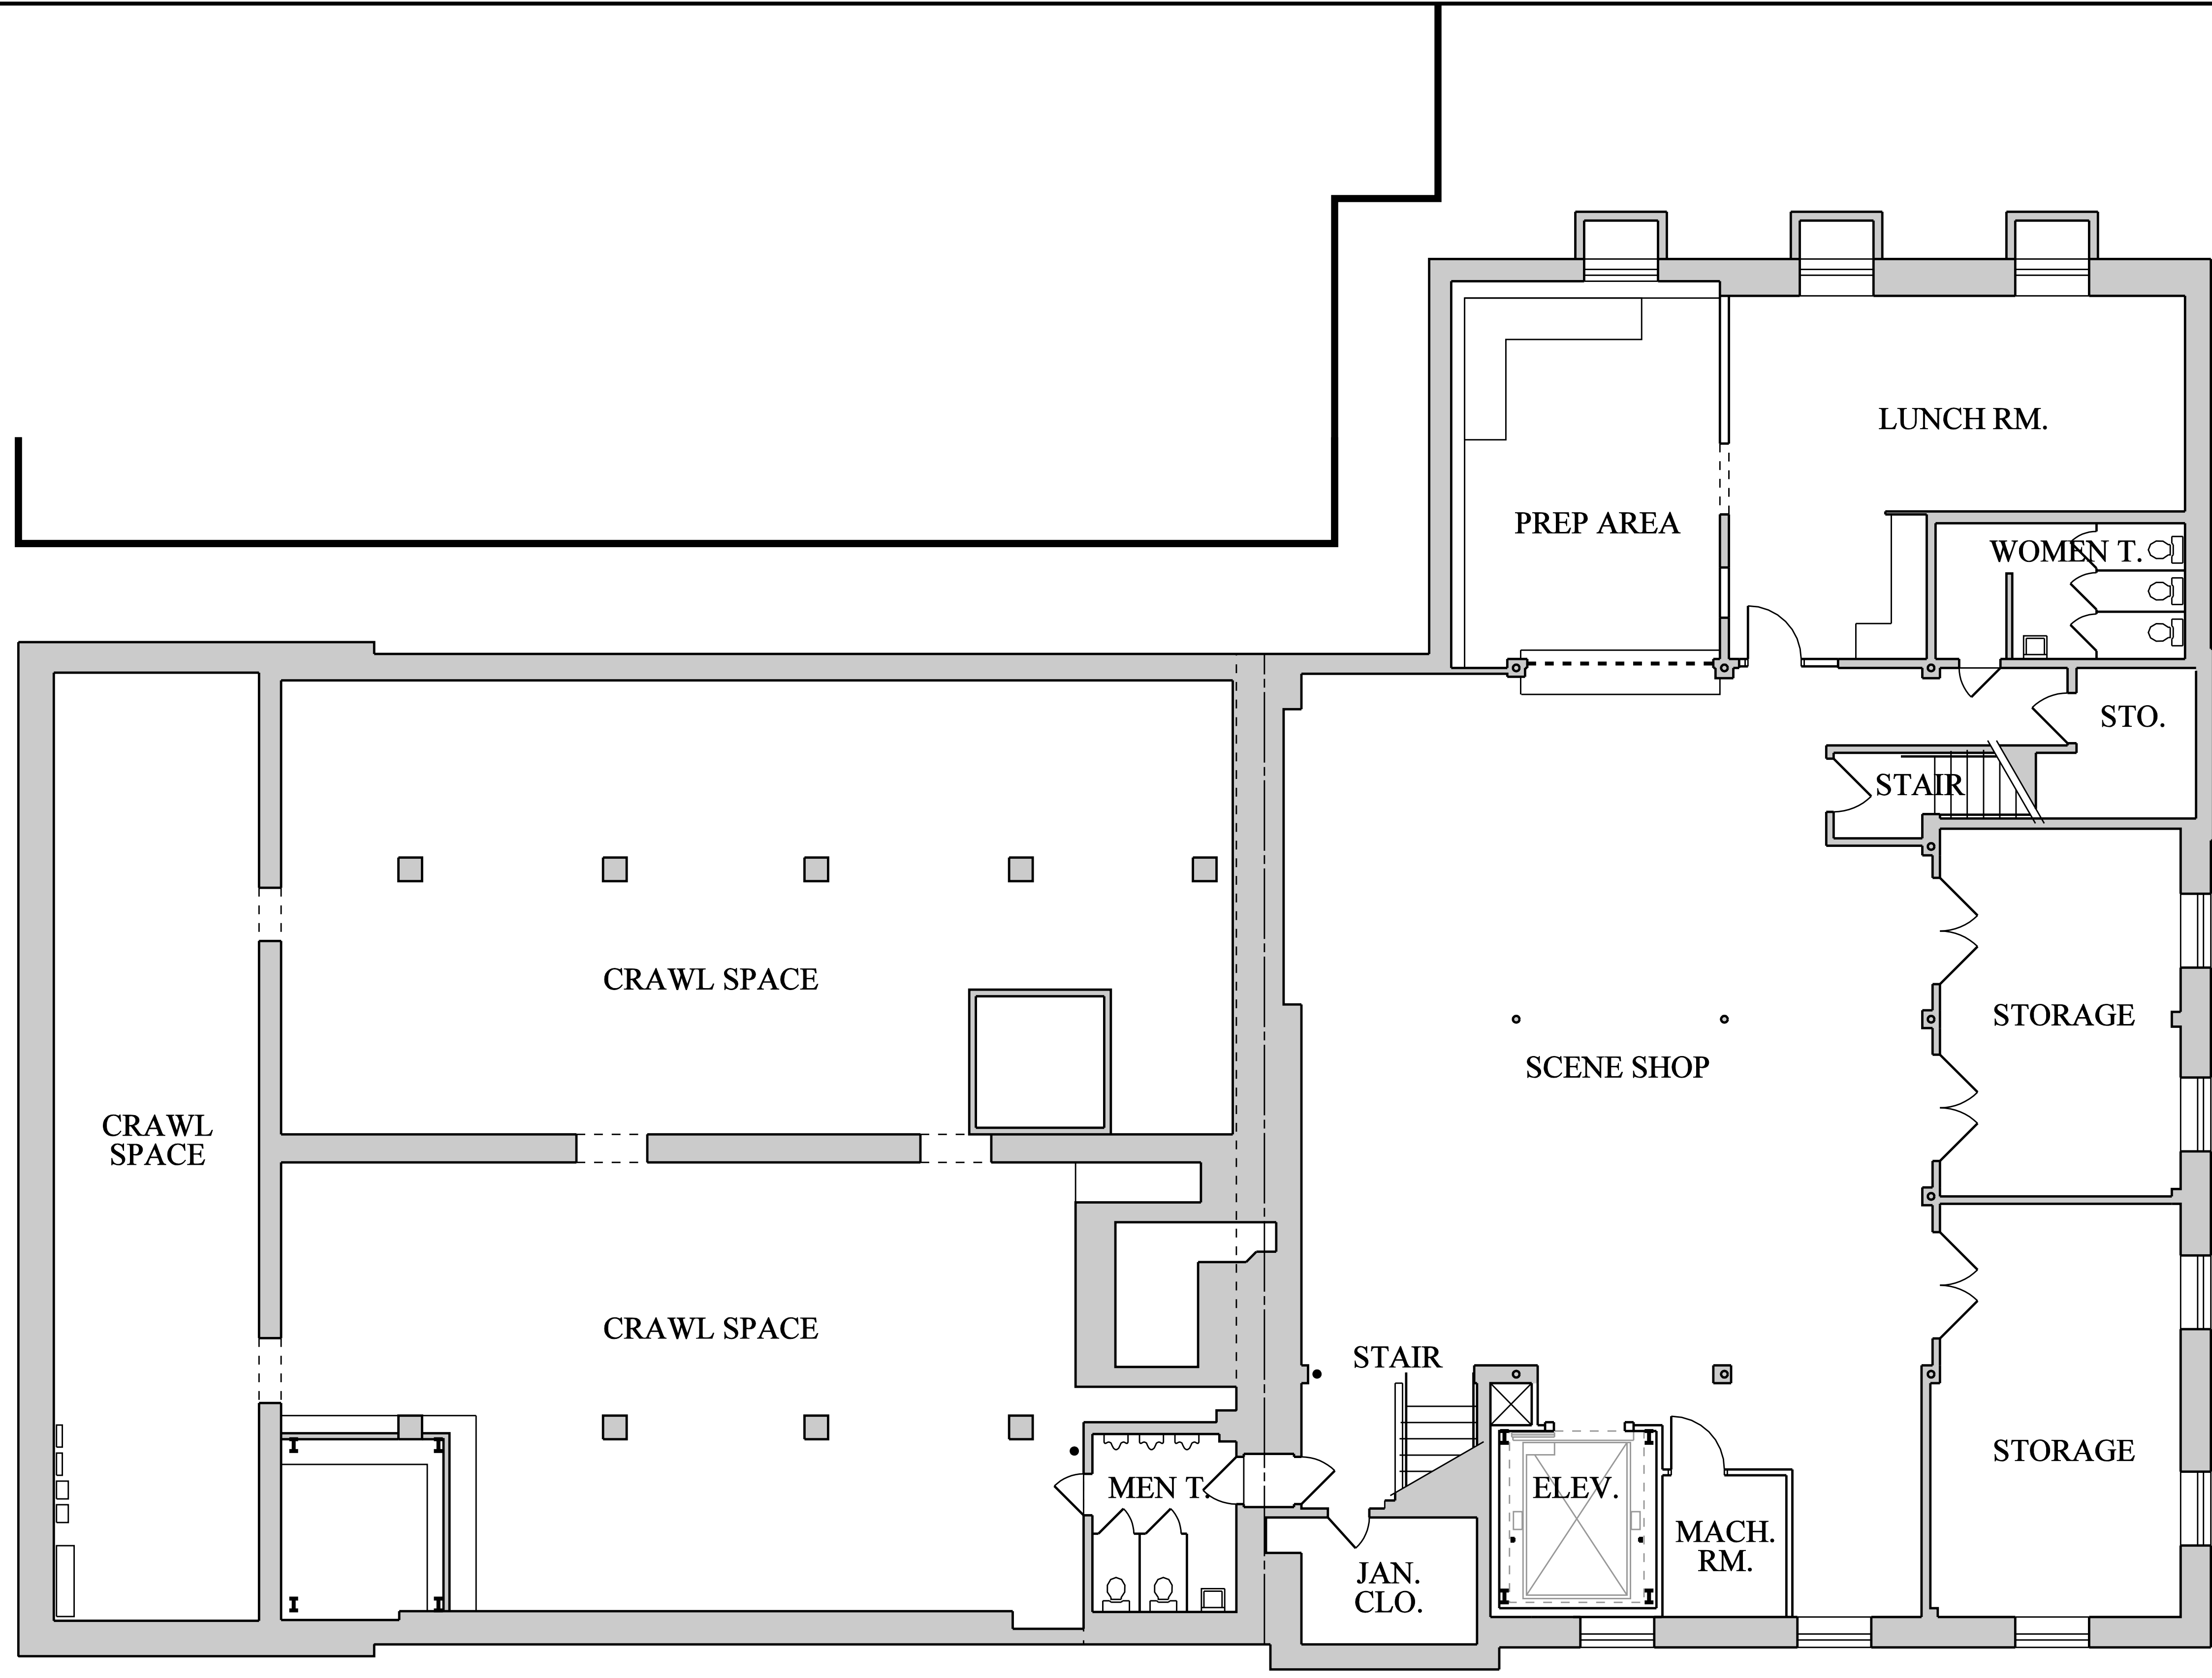 LUNCH RM.
PREP AREA
WOMEN T.
STO.
STAIR
CRAWL SPACE
STORAGE
SCENE SHOP
CRAWL
SPACE
CRAWL SPACE
STAIR
STORAGE
MEN T.
ELEV.
MACH.
RM.
JAN.
CLO.